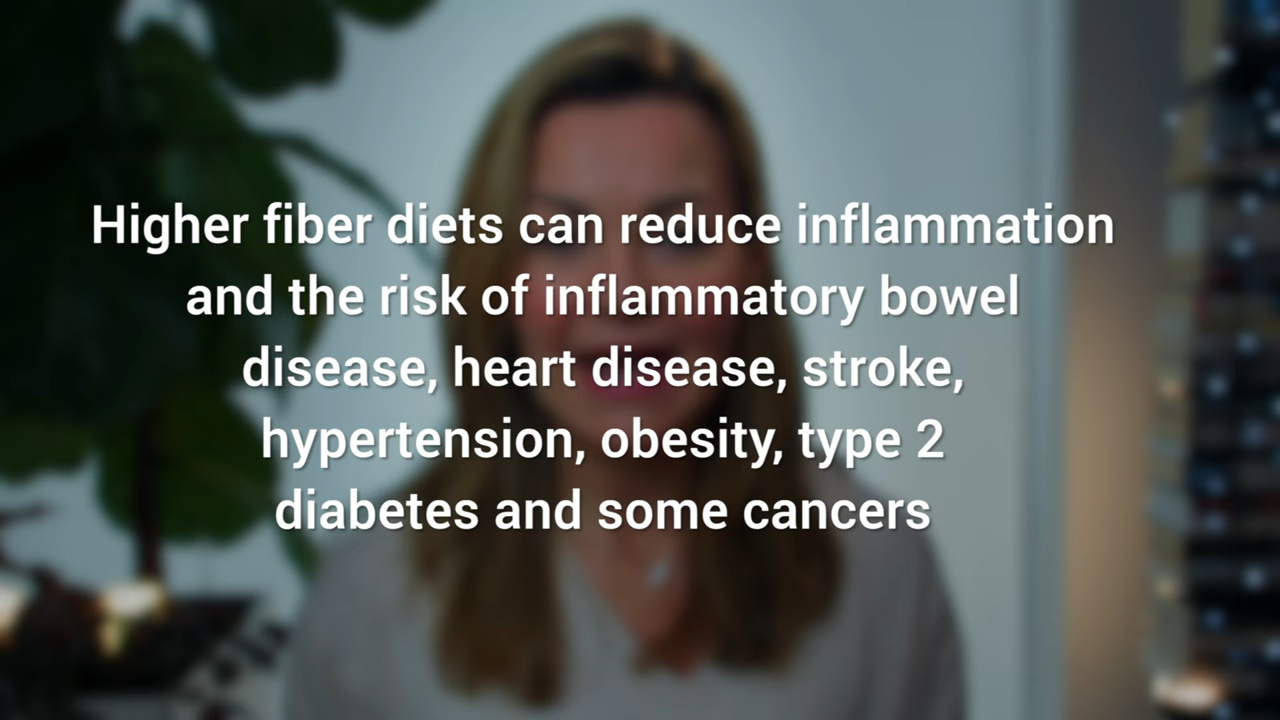 Higher fiber diets can reduce inflammation
and the risk of inflammatory bowel
disease, heart disease, stroke,
hypertension, obesity, type 2
diabetes and some cancers